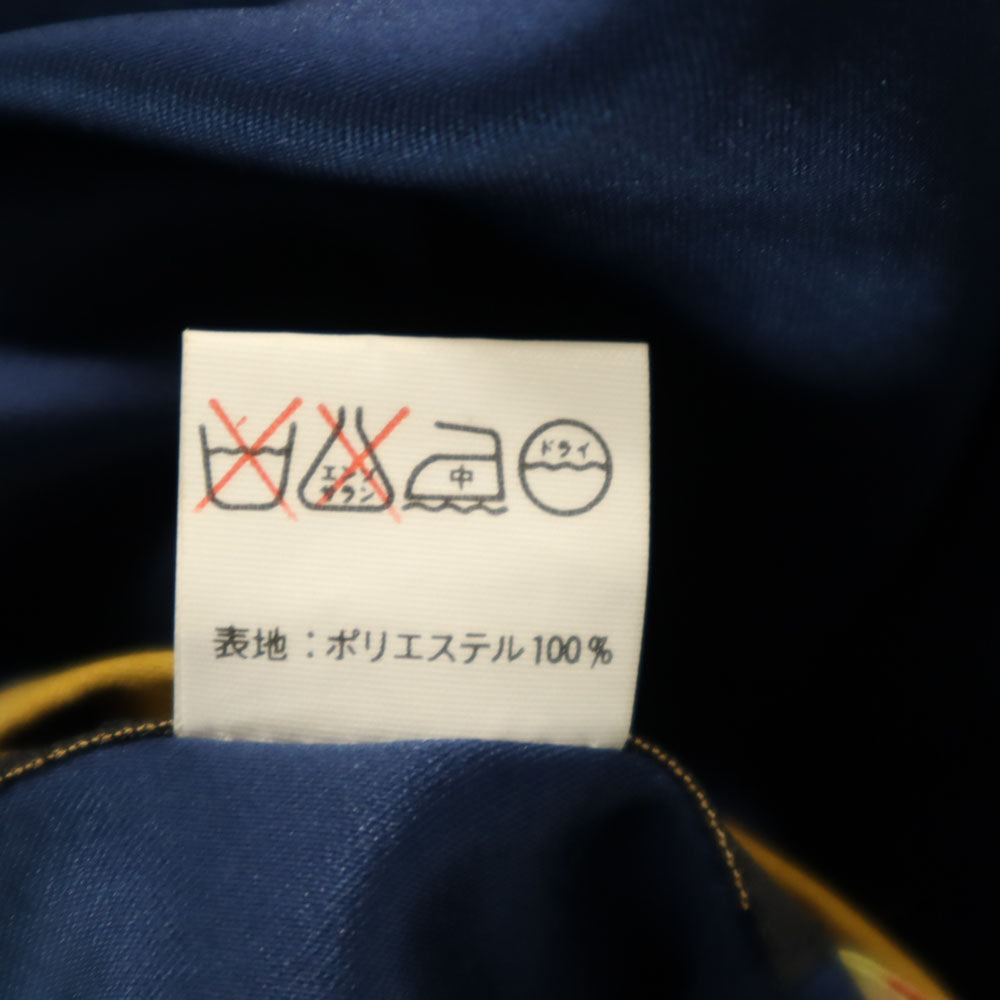 エンソ
サラシ
中
ドライ
表地：ポリエステル100%